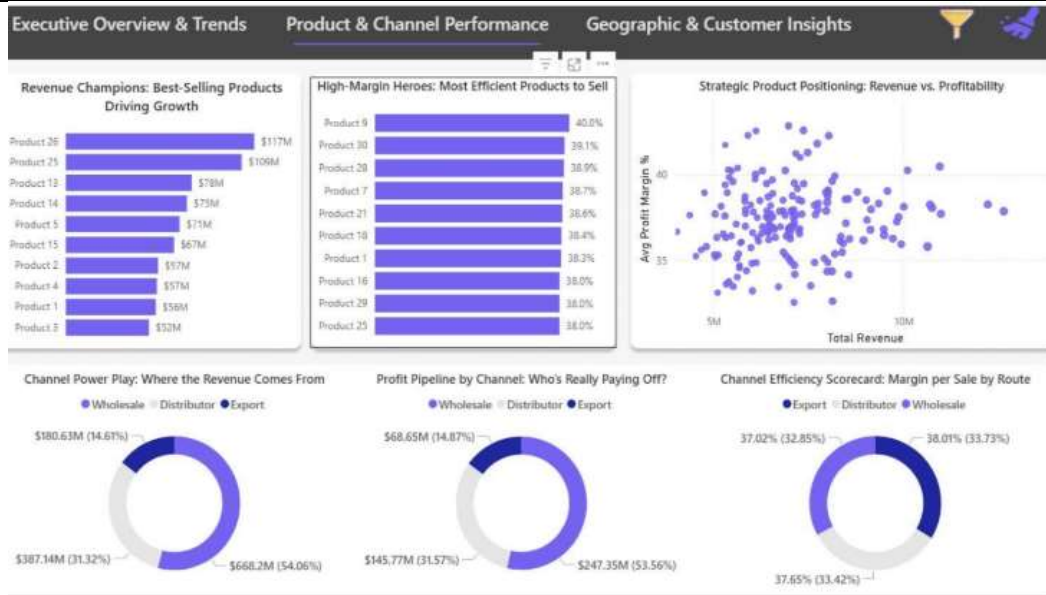 Executive Overview & Trends
Product & Channel Performance
Geographic & Customer Insights
Revenue Champions: Best-Selling Products
Driving Growth
Product 26 $117M
Product 25 $109M
Product 13 $78M
Product 14 $75M
Product 5 $71M
Product 15 $67M
Product 2 $57M
Product 4 $57M
Product 1 $56M
Product 3 $52M
High-Margin Heroes: Most Efficient Products to Sell
Product 9 40.0%
Product 30 39.1%
Product 28 38.9%
Product 7 38.7%
Product 21 38.6%
Product 18 38.4%
Product 1 38.3%
Product 16 38.0%
Product 29 38.0%
Product 25 38.0%
Strategic Product Positioning: Revenue vs. Profitability
Avg Profit Margin %
40
35
5M 10M
Total Revenue
Channel Power Play: Where the Revenue Comes From
Wholesale Distributor Export
$180.63M (14.61%)
$387.14M (31.32%)
$668.2M (54.06%)
Profit Pipeline by Channel: Who's Really Paying Off?
Wholesale Distributor Export
$68.65M (14.87%)
$145.77M (31.57%)
$247.35M (53.56%)
Channel Efficiency Scorecard: Margin per Sale by Route
Export Distributor Wholesale
37.02% (32.85%)
38.01% (33.73%)
37.65% (33.42%)